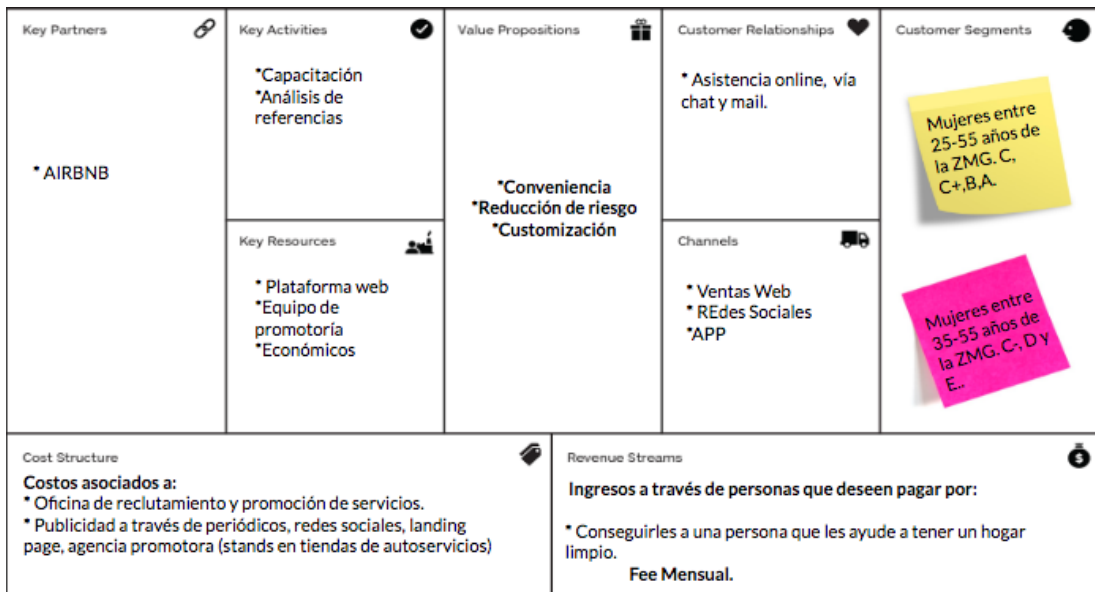 Key Partners
* AIRBNB
Key Activities
*Capacitación
*Análisis de
referencias
Key Resources
* Plataforma web
*Equipo de
promotoría
*Económicos
Value Propositions
*Conveniencia
*Reducción de riesgo
*Customización
Customer Relationships
* Asistencia online, vía
chat y mail.
Channels
* Ventas Web
* REdes Sociales
*APP
Customer Segments
Mujeres entre
25-55 años de
la ZMG. C,
C+,B,A.
Mujeres entre
35-55 años de
la ZMG. C-, D y
E..
Cost Structure
Costos asociados a:
* Oficina de reclutamiento y promoción de servicios.
* Publicidad a través de periódicos, redes sociales, landing
page, agencia promotora (stands en tiendas de autoservicios)
Revenue Streams
Ingresos a través de personas que deseen pagar por:
* Conseguirles a una persona que les ayude a tener un hogar
limpio.
Fee Mensual.